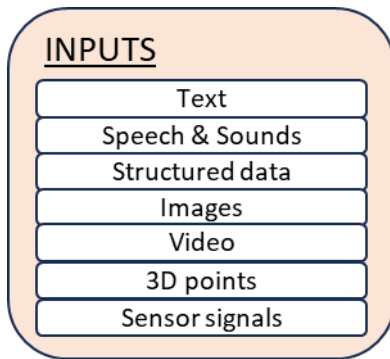 INPUTS
Text
Speech & Sounds
Structured data
Images
Video
3D points
Sensor signals